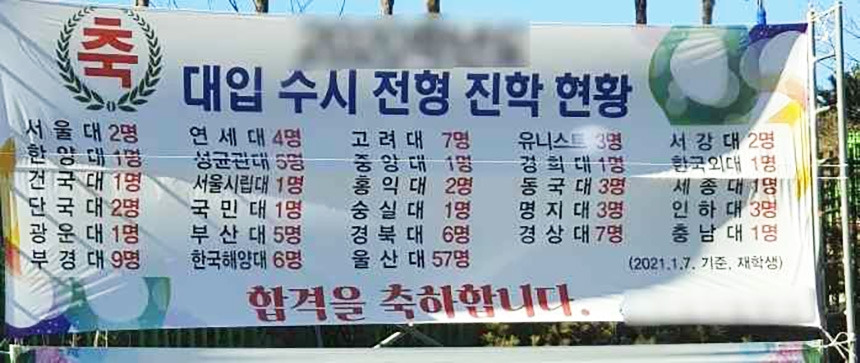 축
대입 수시 전형 진학 현황
서울대 2명 연세대 4명 고려대 7명 유니스트 3명 서강대 2명
한양대 1명 성균관대 5명 중앙대 1명 경희대 1명 한국외대 1명
건국대 1명 서울시립대 1명 홍익대 2명 동국대 3명 세종대 1명
단국대 2명 국민대 1명 숭실대 1명 명지대 3명 인하대 3명
광운대 1명 부산대 5명 경북대 6명 경상대 7명 충남대 1명
부경대 9명 한국해양대 6명 울산대 57명 (2021.1.7. 기준, 재학생)
합격을 축하합니다.